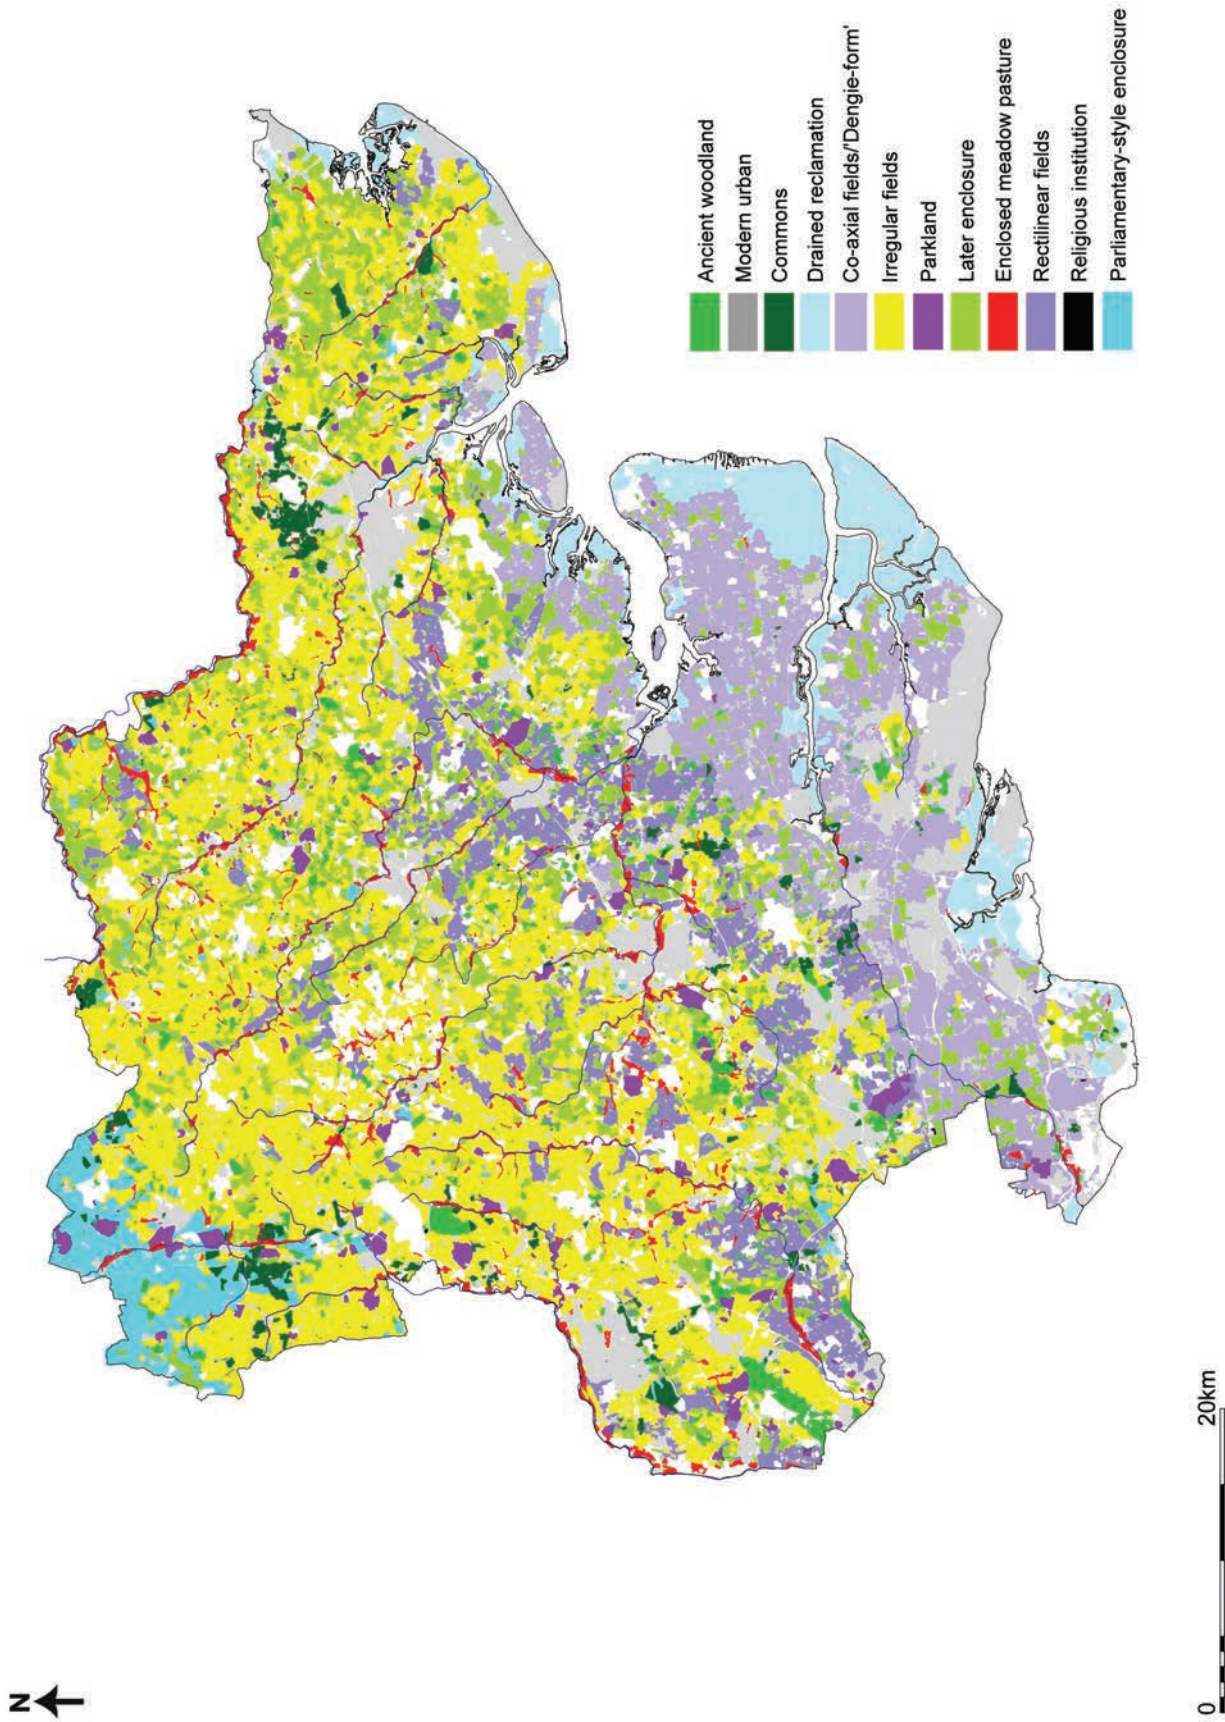 N
Ancient woodland
Modern urban
Commons
Drained reclamation
Co-axial fields/'Dengie-form'
Irregular fields
Parkland
Later enclosure
Enclosed meadow pasture
Rectilinear fields
Religious institution
Parliamentary-style enclosure
0 20km